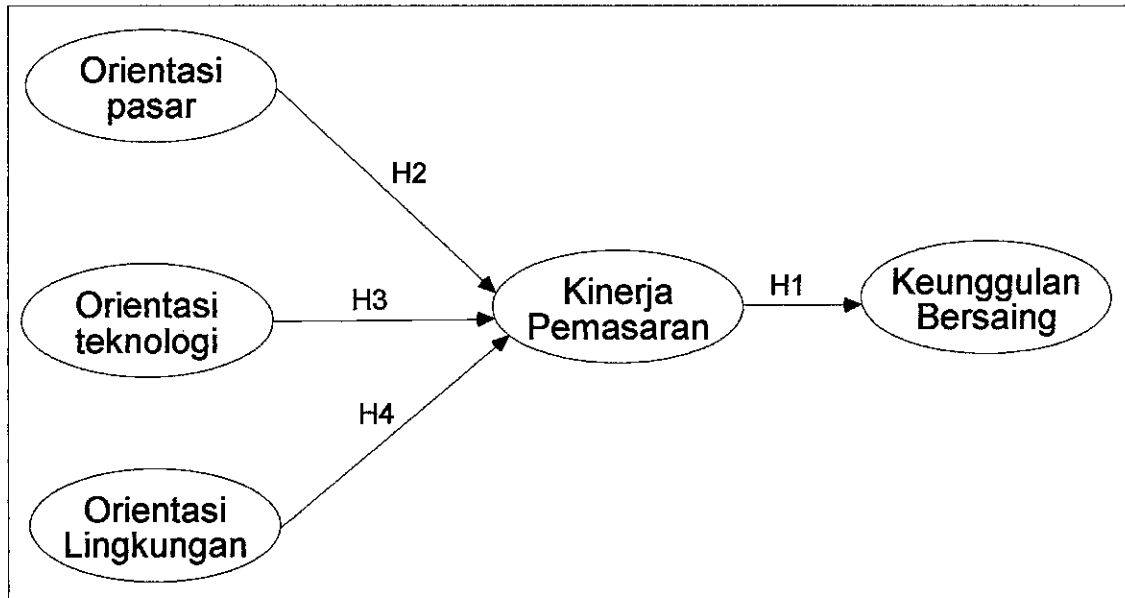 Orientasi
pasar
H2
Orientasi
teknologi
H3
Kinerja
Pemasaran
H1
Keunggulan
Bersaing
H4
Orientasi
Lingkungan